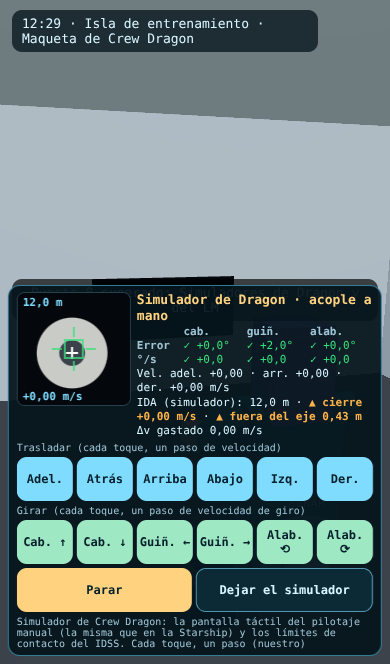 12:29 · Isla de entrenamiento ·
Maqueta de Crew Dragon
12,0 m
+0,00 m/s
Simulador de Dragon · acople a
mano
cab. guiñ. alab.
Error ✓ +0,0° ✓ +2,0° ✓ +0,0°
°/s ✓ +0,0 ✓ +0,0 ✓ +0,0
Vel. adel. +0,00 · arr. +0,00 ·
der. +0,00 m/s
IDA (simulador): 12,0 m · ▲ cierre
+0,00 m/s · ▲ fuera del eje 0,43 m
Δv gastado 0,00 m/s
Trasladar (cada toque, un paso de velocidad)
Adel. Atrás Arriba Abajo Izq. Der.
Girar (cada toque, un paso de velocidad de giro)
Cab. ↑ Cab. ↓ Guiñ. ← Guiñ. → Alab. ⟲ Alab. ⟳
Parar Dejar el simulador
Simulador de Crew Dragon: la pantalla táctil del pilotaje
manual (la misma que en la Starship) y los límites de
contacto del IDSS. Cada toque, un paso (nuestro)